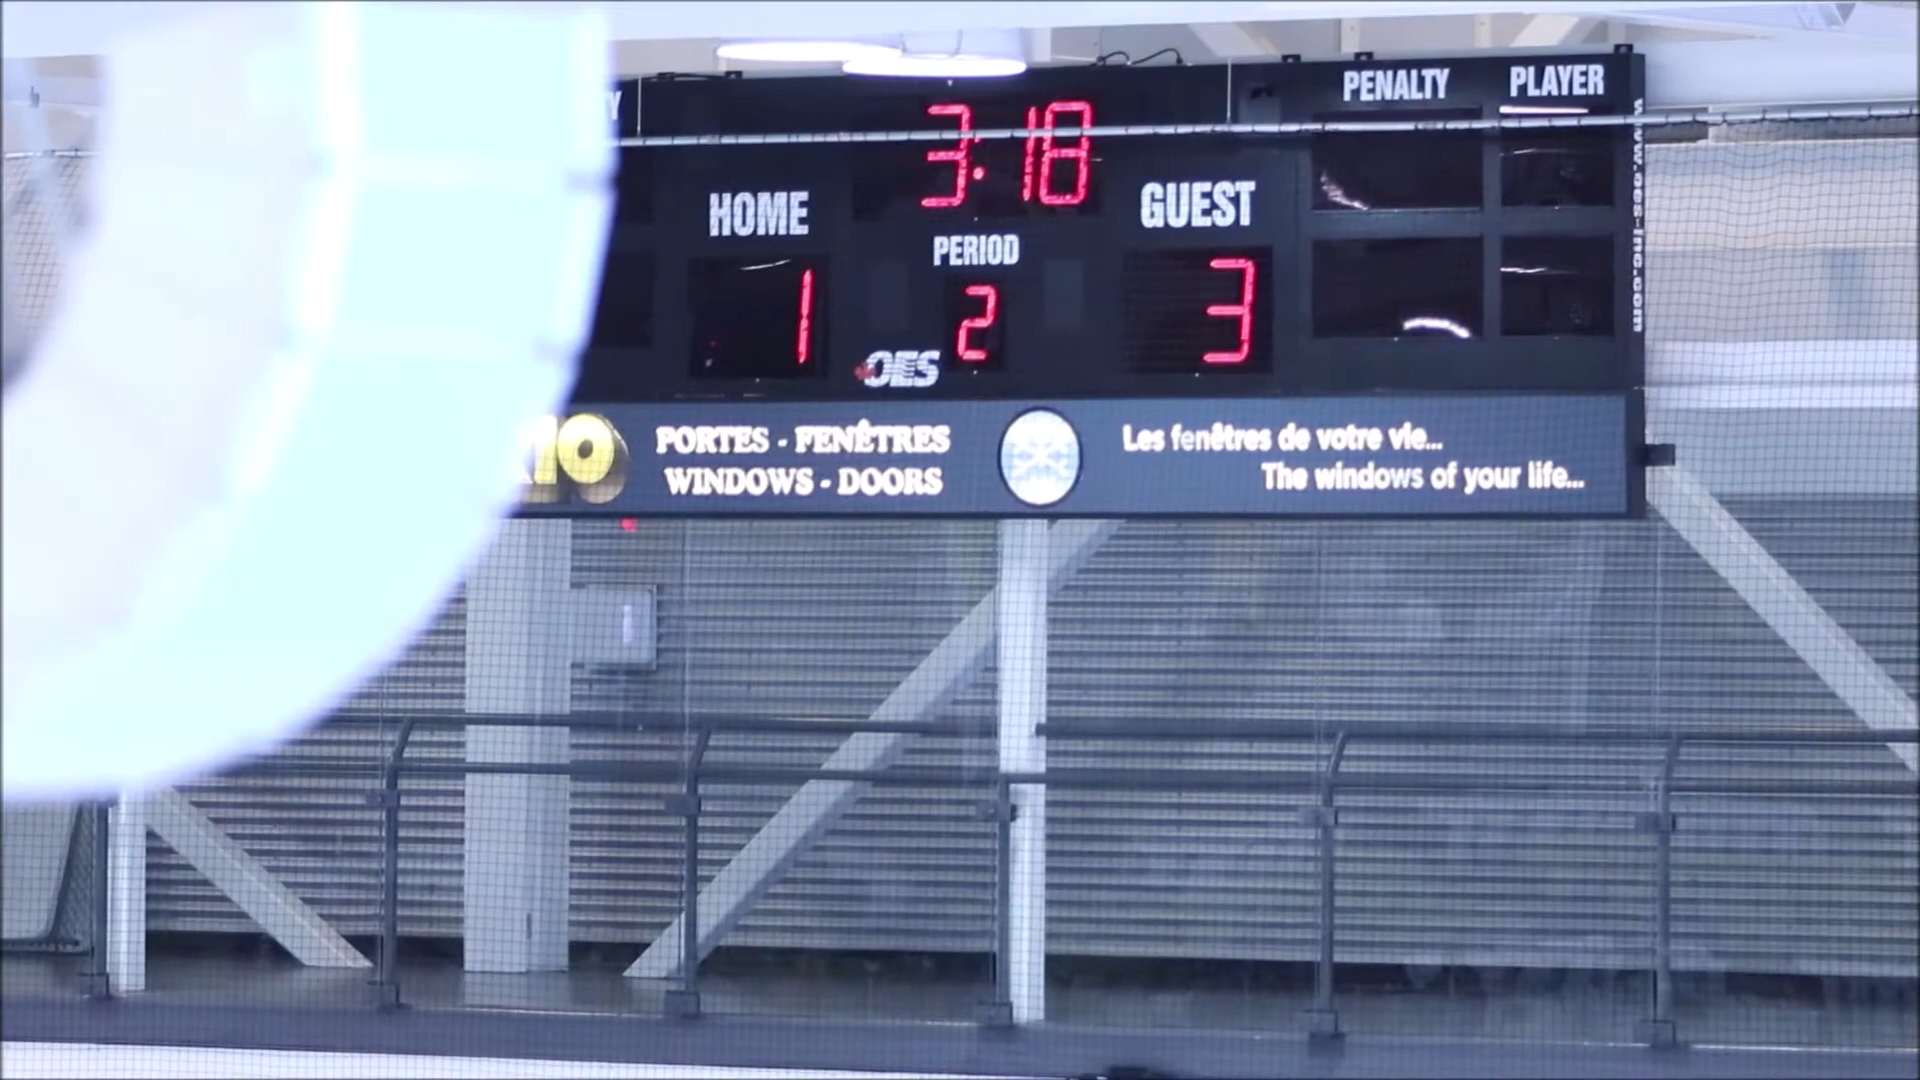 PENALTY PLAYER
3:18
HOME
GUEST
PERIOD
1
2
3
OES
www.oes-inc.com
PORTES - FENÊTRES
WINDOWS - DOORS
Les fenêtres de votre vie...
The windows of your life...